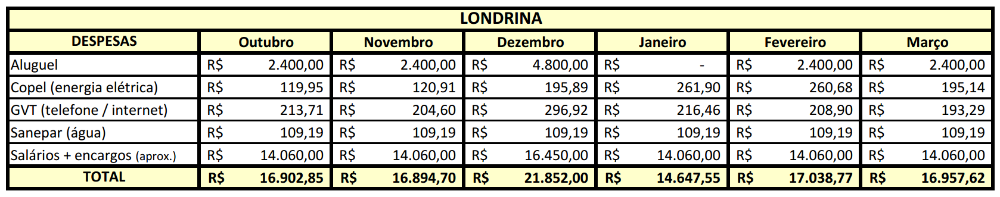 LONDRINA
DESPESAS Outubro Novembro Dezembro Janeiro Fevereiro Março
Aluguel R$ 2.400,00 R$ 2.400,00 R$ 4.800,00 R$ - R$ 2.400,00 R$ 2.400,00
Copel (energia elétrica) R$ 119,95 R$ 120,91 R$ 195,89 R$ 261,90 R$ 260,68 R$ 195,14
GVT (telefone / internet) R$ 213,71 R$ 204,60 R$ 296,92 R$ 216,46 R$ 208,90 R$ 193,29
Sanepar (água) R$ 109,19 R$ 109,19 R$ 109,19 R$ 109,19 R$ 109,19 R$ 109,19
Salários + encargos (aprox.) R$ 14.060,00 R$ 14.060,00 R$ 16.450,00 R$ 14.060,00 R$ 14.060,00 R$ 14.060,00
TOTAL R$ 16.902,85 R$ 16.894,70 R$ 21.852,00 R$ 14.647,55 R$ 17.038,77 R$ 16.957,62